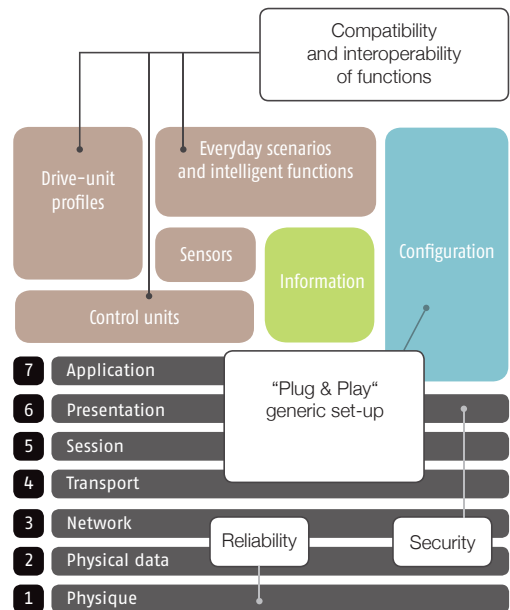 Compatibility
and interoperability
of functions
Drive-unit
profiles
Everyday scenarios
and intelligent functions
Sensors
Information
Configuration
Control units
7 Application
"Plug & Play“
generic set-up
6 Presentation
5 Session
4 Transport
3 Network
Reliability
Security
2 Physical data
1 Physique